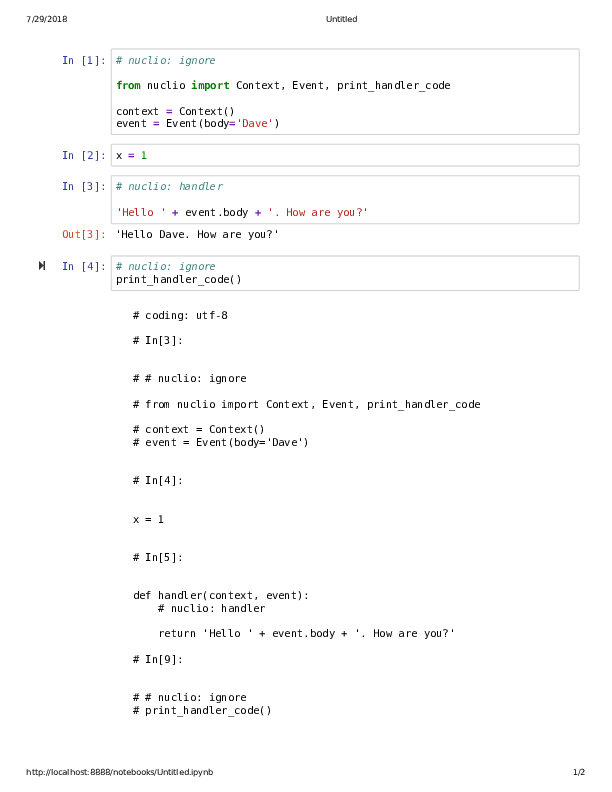 7/29/2018 Untitled
In [1]: # nuclio: ignore
from nuclio import Context, Event, print_handler_code
context = Context()
event = Event(body='Dave')
In [2]: x = 1
In [3]: # nuclio: handler
'Hello ' + event.body + '. How are you?'
Out[3]: 'Hello Dave. How are you?'
In [4]: # nuclio: ignore
print_handler_code()
# coding: utf-8
# In[3]:
# # nuclio: ignore
# from nuclio import Context, Event, print_handler_code
# context = Context()
# event = Event(body='Dave')
# In[4]:
x = 1
# In[5]:
def handler(context, event):
    # nuclio: handler
    return 'Hello ' + event.body + '. How are you?'
# In[9]:
# # nuclio: ignore
# print_handler_code()
http://localhost:8888/notebooks/Untitled.ipynb 1/2